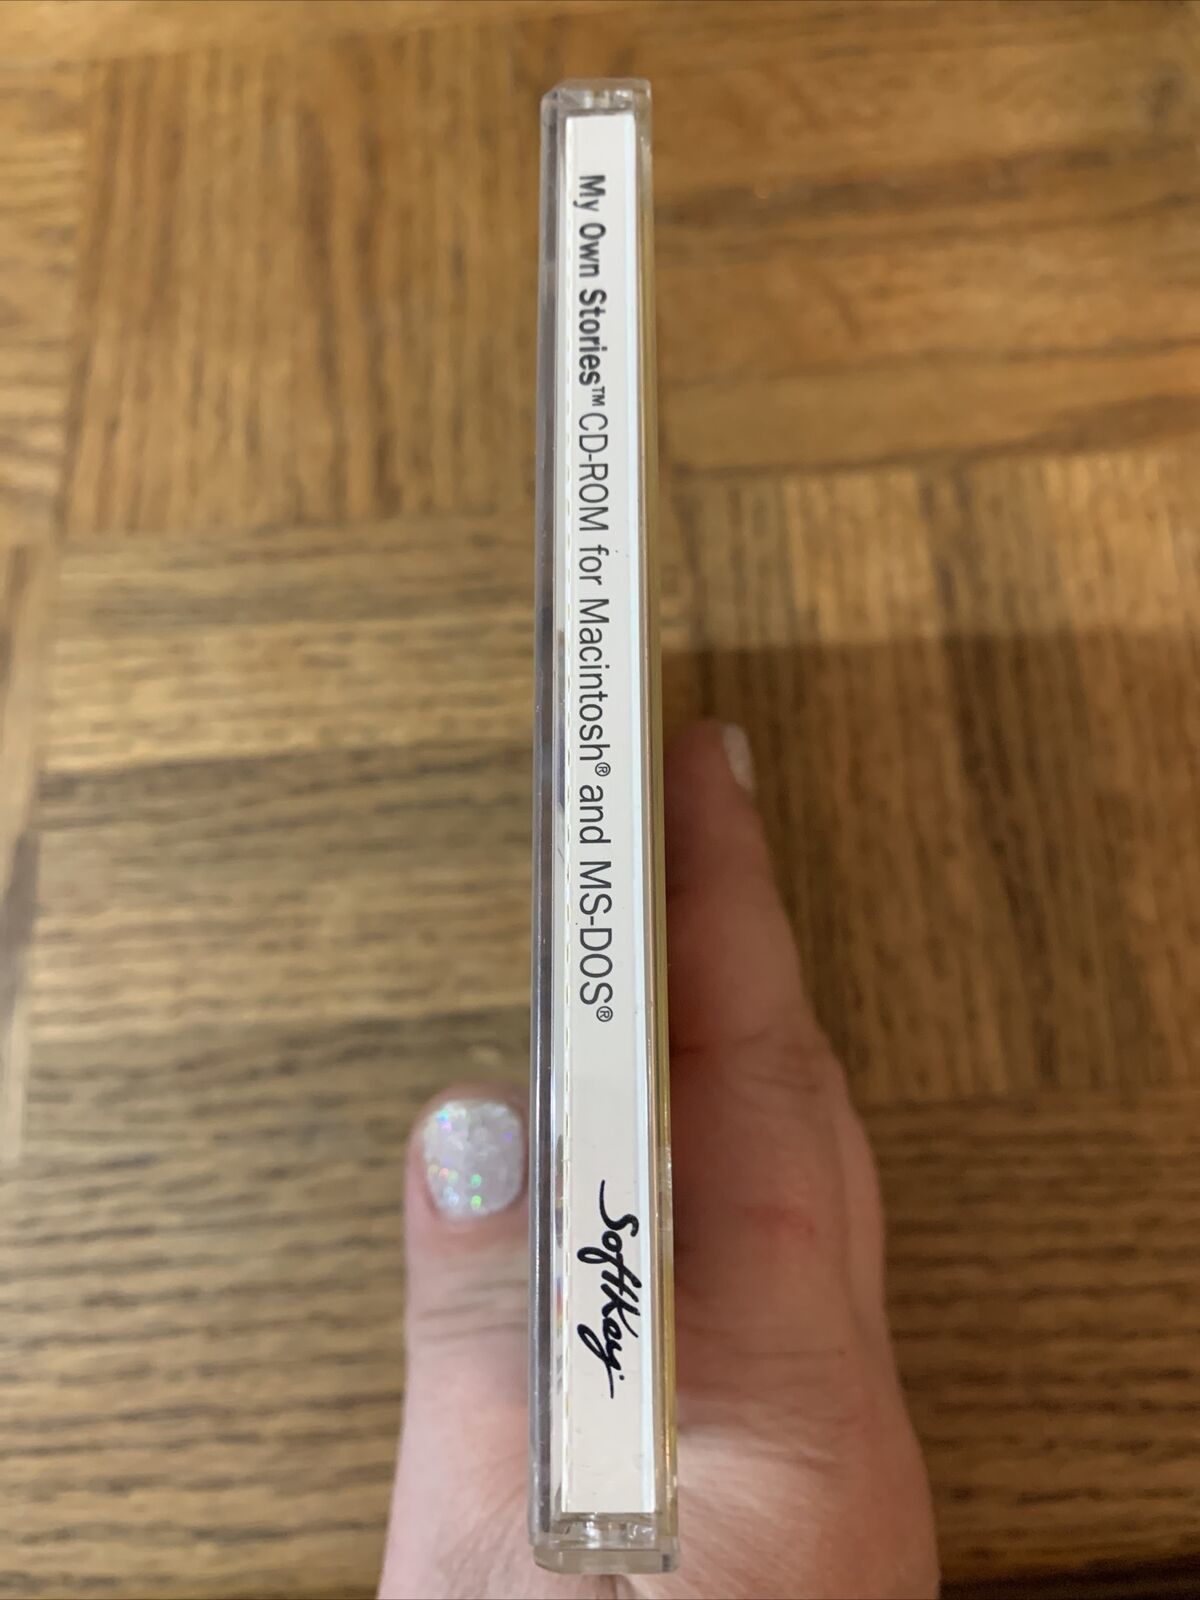 My Own Stories™ CD-ROM for Macintosh® and MS-DOS®
SoftKey